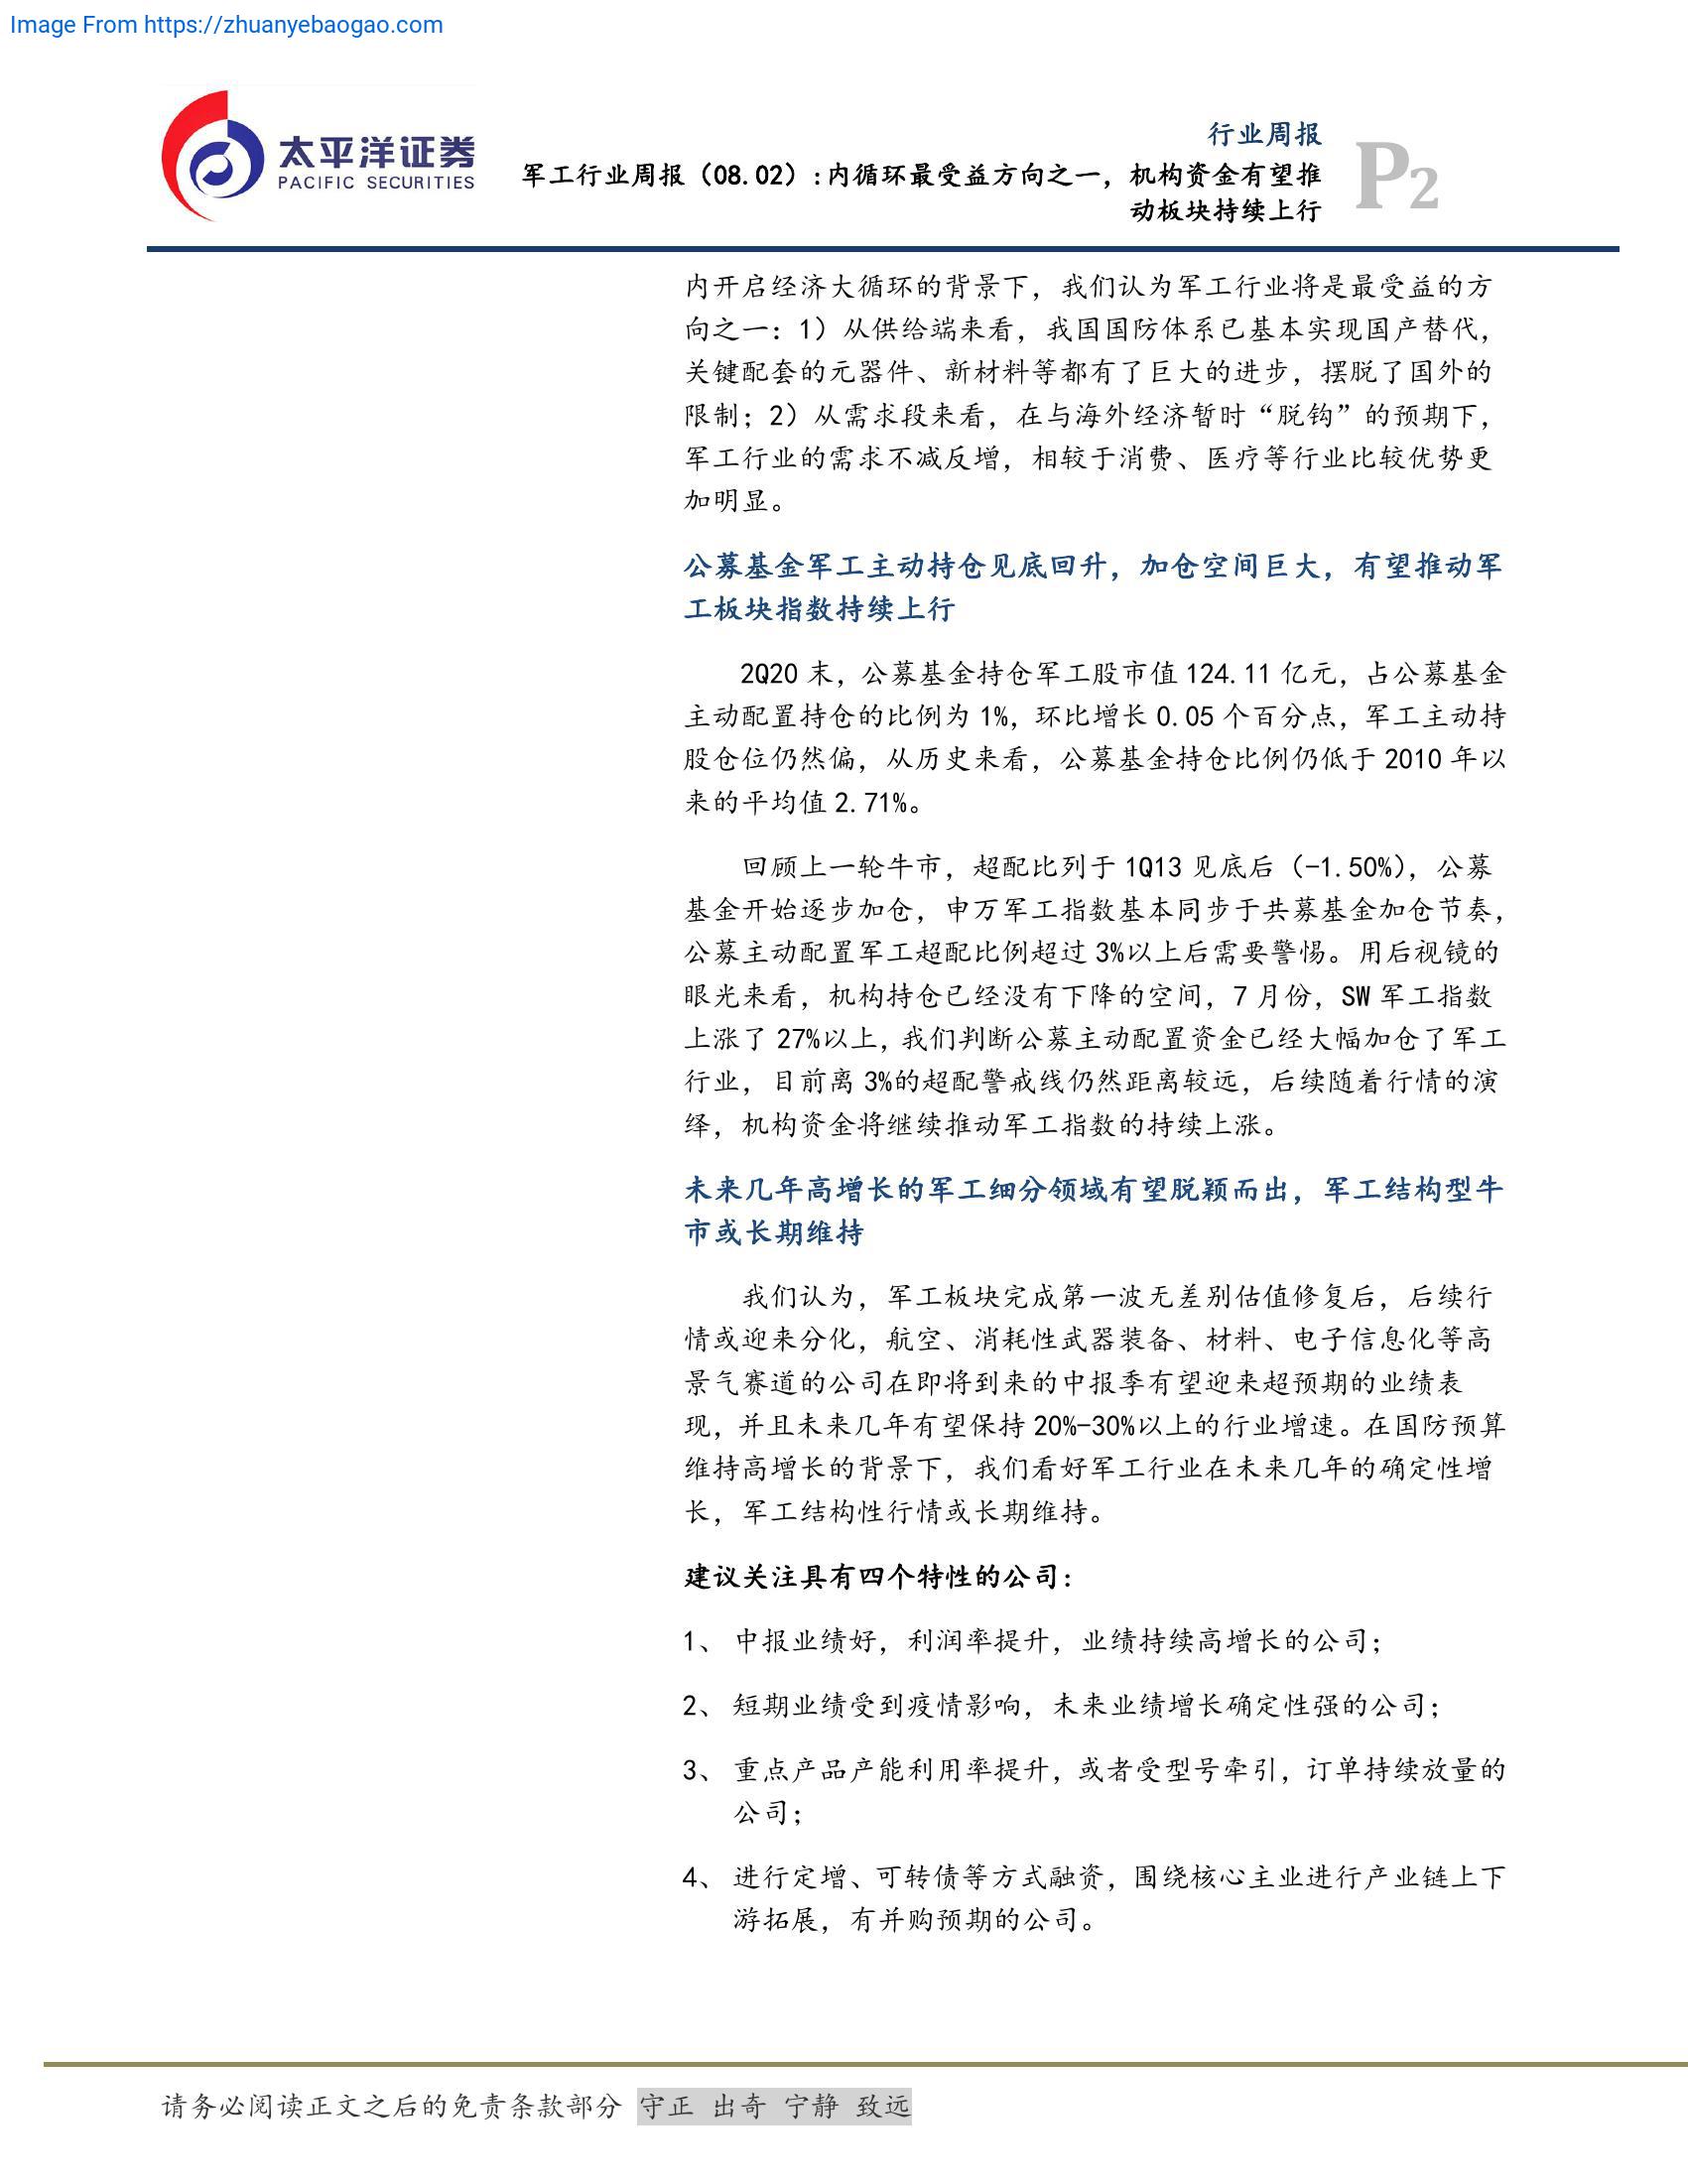 Image From https://zhuanyebaogao.com
太平洋证券
PACIFIC SECURITIES
行业周报
军工行业周报（08.02）:内循环最受益方向之一，机构资金有望推
动板块持续上行
P2
内开启经济大循环的背景下，我们认为军工行业将是最受益的方
向之一：1）从供给端来看，我国国防体系已基本实现国产替代，
关键配套的元器件、新材料等都有了巨大的进步，摆脱了国外的
限制；2）从需求段来看，在与海外经济暂时“脱钩”的预期下，
军工行业的需求不减反增，相较于消费、医疗等行业比较优势更
加明显。
公募基金军工主动持仓见底回升，加仓空间巨大，有望推动军
工板块指数持续上行
2Q20 末，公募基金持仓军工股市值 124.11 亿元，占公募基金
主动配置持仓的比例为 1%，环比增长 0.05 个百分点，军工主动持
股仓位仍然偏，从历史来看，公募基金持仓比例仍低于 2010 年以
来的平均值 2.71%。
回顾上一轮牛市，超配比列于 1Q13 见底后（-1.50%），公募
基金开始逐步加仓，申万军工指数基本同步于共募基金加仓节奏，
公募主动配置军工超配比例超过 3%以上后需要警惕。用后视镜的
眼光来看，机构持仓已经没有下降的空间，7 月份，SW 军工指数
上涨了 27%以上，我们判断公募主动配置资金已经大幅加仓了军工
行业，目前离 3%的超配警戒线仍然距离较远，后续随着行情的演
绎，机构资金将继续推动军工指数的持续上涨。
未来几年高增长的军工细分领域有望脱颖而出，军工结构型牛
市或长期维持
我们认为，军工板块完成第一波无差别估值修复后，后续行
情或迎来分化，航空、消耗性武器装备、材料、电子信息化等高
景气赛道的公司在即将到来的中报季有望迎来超预期的业绩表
现，并且未来几年有望保持 20%-30%以上的行业增速。在国防预算
维持高增长的背景下，我们看好军工行业在未来几年的确定性增
长，军工结构性行情或长期维持。
建议关注具有四个特性的公司：
1、 中报业绩好，利润率提升，业绩持续高增长的公司；
2、 短期业绩受到疫情影响，未来业绩增长确定性强的公司；
3、 重点产品产能利用率提升，或者受型号牵引，订单持续放量的
公司；
4、 进行定增、可转债等方式融资，围绕核心主业进行产业链上下
游拓展，有并购预期的公司。
请务必阅读正文之后的免责条款部分 守正 出奇 宁静 致远